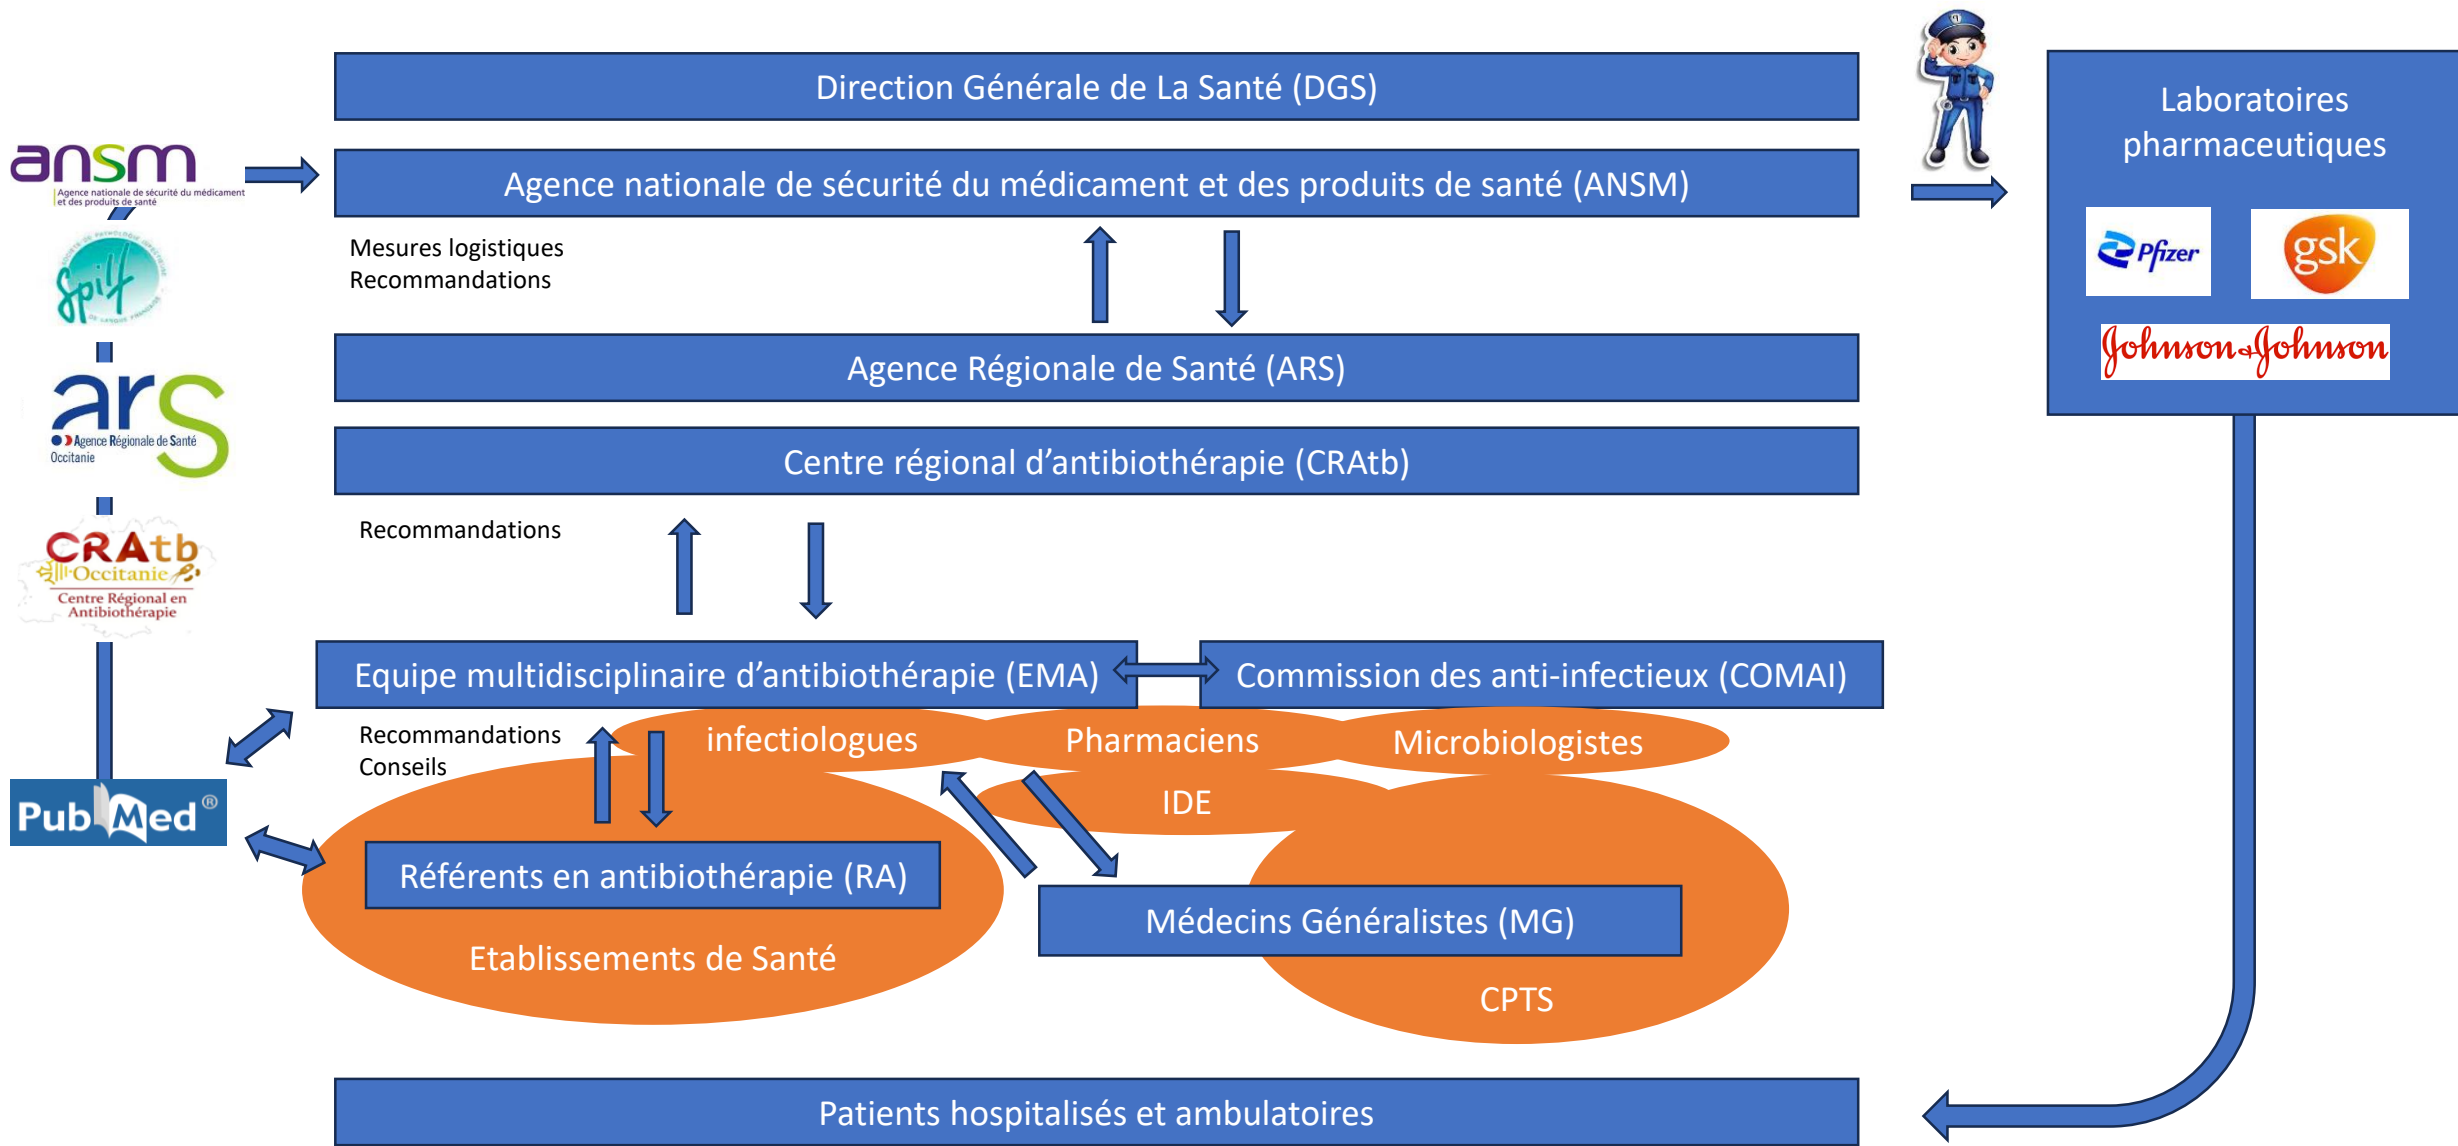 Direction Générale de La Santé (DGS)
Laboratoires
pharmaceutiques
ansm
Agence nationale de sécurité du médicament
et des produits de santé
Agence nationale de sécurité du médicament et des produits de santé (ANSM)
Mesures logistiques
Recommandations
Spilf
Pfizer
gsk
Johnson & Johnson
ars
Agence Régionale de Santé
Occitanie
Agence Régionale de Santé (ARS)
Centre régional d’antibiothérapie (CRAtb)
Recommandations
CRAtb
Occitanie
Centre Régional en
Antibiothérapie
Equipe multidisciplinaire d’antibiothérapie (EMA)
Commission des anti-infectieux (COMAI)
Recommandations
Conseils
infectiologues
Pharmaciens
Microbiologistes
IDE
PubMed®
Référents en antibiothérapie (RA)
Etablissements de Santé
Médecins Généralistes (MG)
CPTS
Patients hospitalisés et ambulatoires